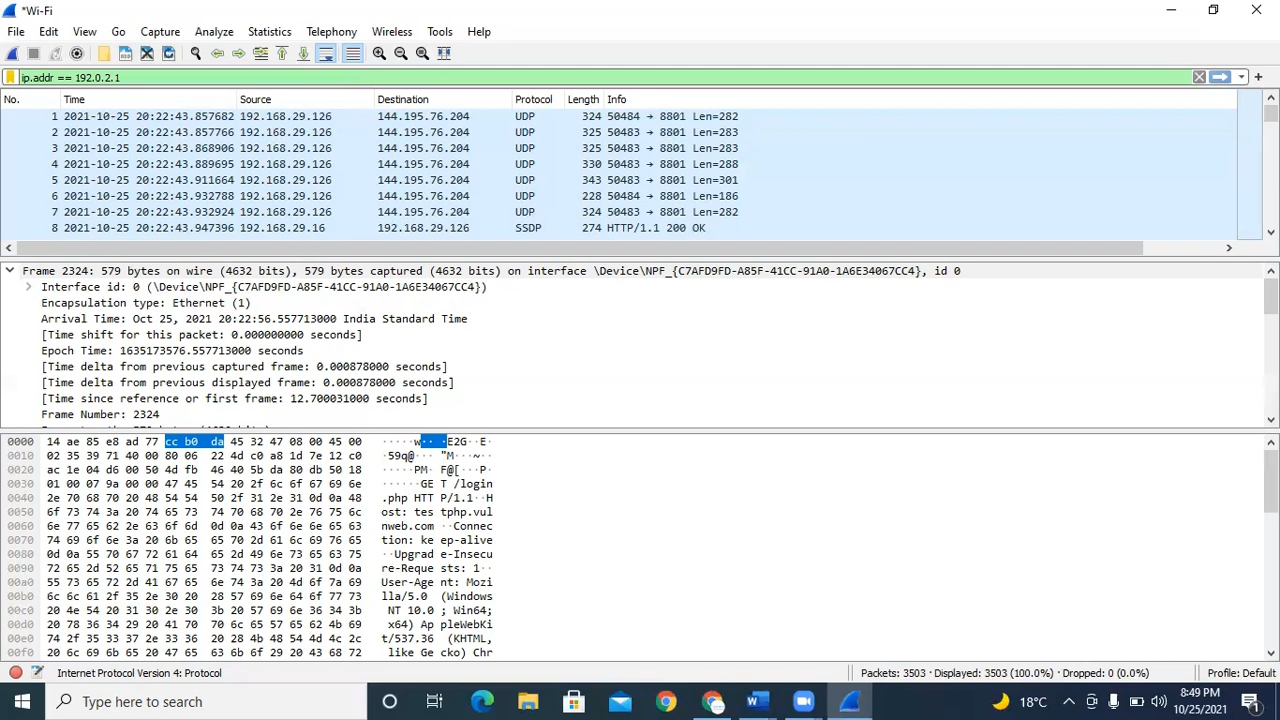 *Wi-Fi
File Edit View Go Capture Analyze Statistics Telephony Wireless Tools Help
ip.addr == 192.0.2.1
No. Time Source Destination Protocol Length Info
1 2021-10-25 20:22:43.857682 192.168.29.126 144.195.76.204 UDP 324 50484 → 8801 Len=282
2 2021-10-25 20:22:43.857766 192.168.29.126 144.195.76.204 UDP 325 50483 → 8801 Len=283
3 2021-10-25 20:22:43.868906 192.168.29.126 144.195.76.204 UDP 325 50483 → 8801 Len=283
4 2021-10-25 20:22:43.889695 192.168.29.126 144.195.76.204 UDP 330 50483 → 8801 Len=288
5 2021-10-25 20:22:43.911664 192.168.29.126 144.195.76.204 UDP 343 50483 → 8801 Len=301
6 2021-10-25 20:22:43.932788 192.168.29.126 144.195.76.204 UDP 228 50484 → 8801 Len=186
7 2021-10-25 20:22:43.932924 192.168.29.126 144.195.76.204 UDP 324 50483 → 8801 Len=282
8 2021-10-25 20:22:43.947396 192.168.29.16 192.168.29.126 SSDP 274 HTTP/1.1 200 OK
Frame 2324: 579 bytes on wire (4632 bits), 579 bytes captured (4632 bits) on interface \Device\NPF_{C7AFD9FD-A85F-41CC-91A0-1A6E34067CC4}, id 0
Interface id: 0 (\Device\NPF_{C7AFD9FD-A85F-41CC-91A0-1A6E34067CC4})
Encapsulation type: Ethernet (1)
Arrival Time: Oct 25, 2021 20:22:56.557713000 India Standard Time
[Time shift for this packet: 0.000000000 seconds]
Epoch Time: 1635173576.557713000 seconds
[Time delta from previous captured frame: 0.000878000 seconds]
[Time delta from previous displayed frame: 0.000878000 seconds]
[Time since reference or first frame: 12.700031000 seconds]
Frame Number: 2324
0000 14 ae 85 e8 ad 77 cc b0 da 45 32 47 08 00 45 00 ·····w·· ·E2G··E·
0010 02 35 39 71 40 00 80 06 22 4d c0 a8 1d 7e 12 c0 ·59q@··· "M···~··
0020 ac 1e 04 d6 00 50 4d fb 46 40 5b da 80 db 50 18 ·····PM· F@[···P·
0030 01 00 07 9a 00 00 47 45 54 20 2f 6c 6f 67 69 6e ······GE T /login
0040 2e 70 68 70 20 48 54 54 50 2f 31 2e 31 0d 0a 48 .php HTT P/1.1··H
0050 6f 73 74 3a 20 74 65 73 74 70 68 70 2e 76 75 6c ost: tes tphp.vul
0060 6e 77 65 62 2e 63 6f 6d 0d 0a 43 6f 6e 6e 65 63 nweb.com ··Connec
0070 74 69 6f 6e 3a 20 6b 65 65 70 2d 61 6c 69 76 65 tion: ke ep-alive
0080 0d 0a 55 70 67 72 61 64 65 2d 49 6e 73 65 63 75 ··Upgrad e-Insecu
0090 72 65 2d 52 65 71 75 65 73 74 73 3a 20 31 0d 0a re-Reque sts: 1··
00a0 55 73 65 72 2d 41 67 65 6e 74 3a 20 4d 6f 7a 69 User-Age nt: Mozi
00b0 6c 6c 61 2f 35 2e 30 20 28 57 69 6e 64 6f 77 73 lla/5.0 (Windows
00c0 20 4e 54 20 31 30 2e 30 3b 20 57 69 6e 36 34 3b NT 10.0 ; Win64;
00d0 20 78 36 34 29 20 41 70 70 6c 65 57 65 62 4b 69 x64) Ap pleWebKi
00e0 74 2f 35 33 37 2e 33 36 20 28 4b 48 54 4d 4c 2c t/537.36 (KHTML,
00f0 20 6c 69 6b 65 20 47 65 63 6b 6f 29 20 43 68 72 like Ge cko) Chr
Internet Protocol Version 4: Protocol Packets: 3503 · Displayed: 3503 (100.0%) · Dropped: 0 (0.0%) Profile: Default
Type here to search 18°C 8:49 PM
10/25/2021 1